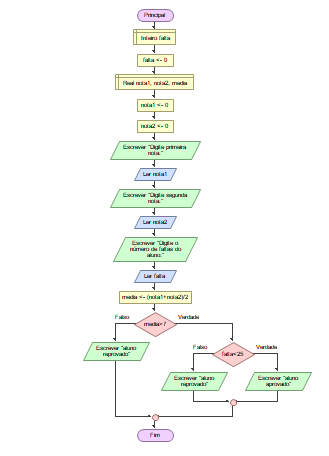 Principal
Inteiro falta
falta <- 0
Real nota1, nota2, media
nota1 <- 0
nota2 <- 0
Escrever "Digite primeira
nota."
Ler nota1
Escrever "Digite segunda
nota."
Ler nota2
Escrever "Digite o
número de faltas do
aluno."
Ler falta
media <- (nota1+nota2)/2
Falso
media>7
Verdade
Escrever "aluno
reprovado"
Falso
falta<25
Verdade
Escrever "aluno
reprovado"
Escrever "aluno
aprovado"
Fim